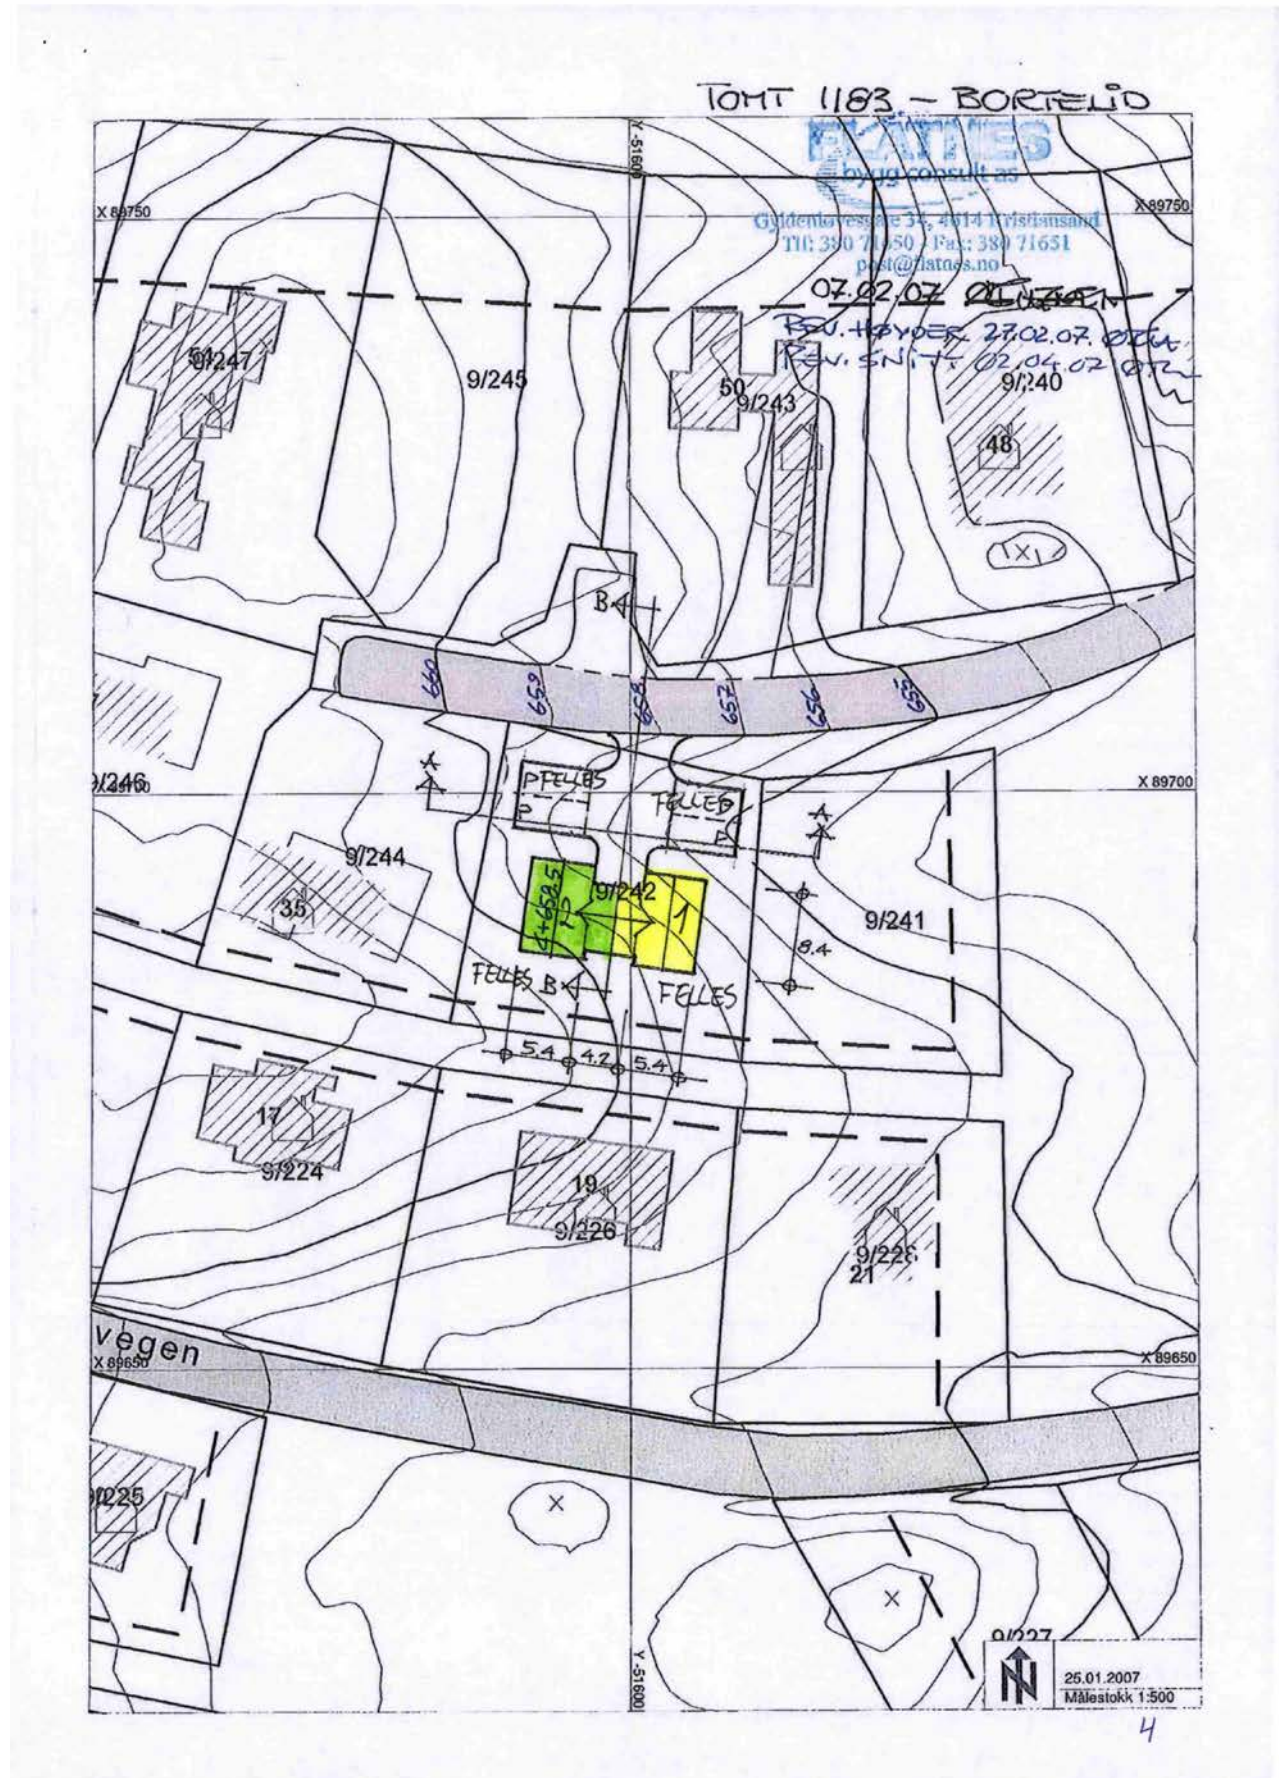 TOMT 1183 - BORTELID
FLATNES
bygg consult as
Gyldenløvesgate 34, 4614 Kristiansand
Tlf: 380 71650 / Fax: 380 71651
post@flatnes.no
07.02.07
REV. HØYDER 27.02.07.
REV. SNITT 02.04.07
Y -51600
X 89750
X 89750
9/247
9/245
50
9/243
9/240
48
X
B
660
659
658
657
656
655
9/246
X 89700
X 89700
A
P FELLES
P
FELLES
P
A
9/244
35
9/242
1
9/241
8.4
FELLES
B
FELLES
5.4
4.2
5.4
17
9/224
19
9/226
9/228
21
vegen
X 89650
X 89650
9/225
X
X
9/227
Y -51600
N
25.01.2007
Målestokk 1:500
4